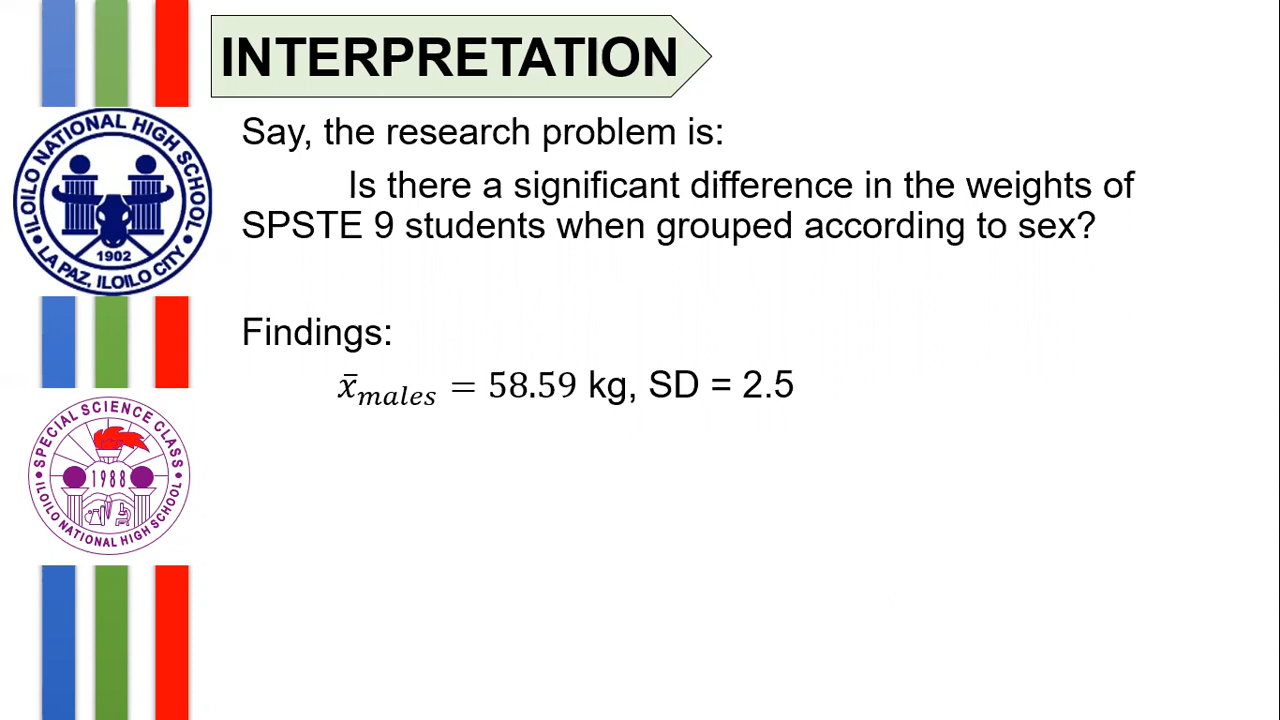 INTERPRETATION
Say, the research problem is:
Is there a significant difference in the weights of
SPSTE 9 students when grouped according to sex?
Findings:
x̄males = 58.59 kg, SD = 2.5
ILOILO NATIONAL HIGH SCHOOL
1902
LA PAZ, ILOILO CITY
SPECIAL SCIENCE CLASS
1988
ILOILO NATIONAL HIGH SCHOOL